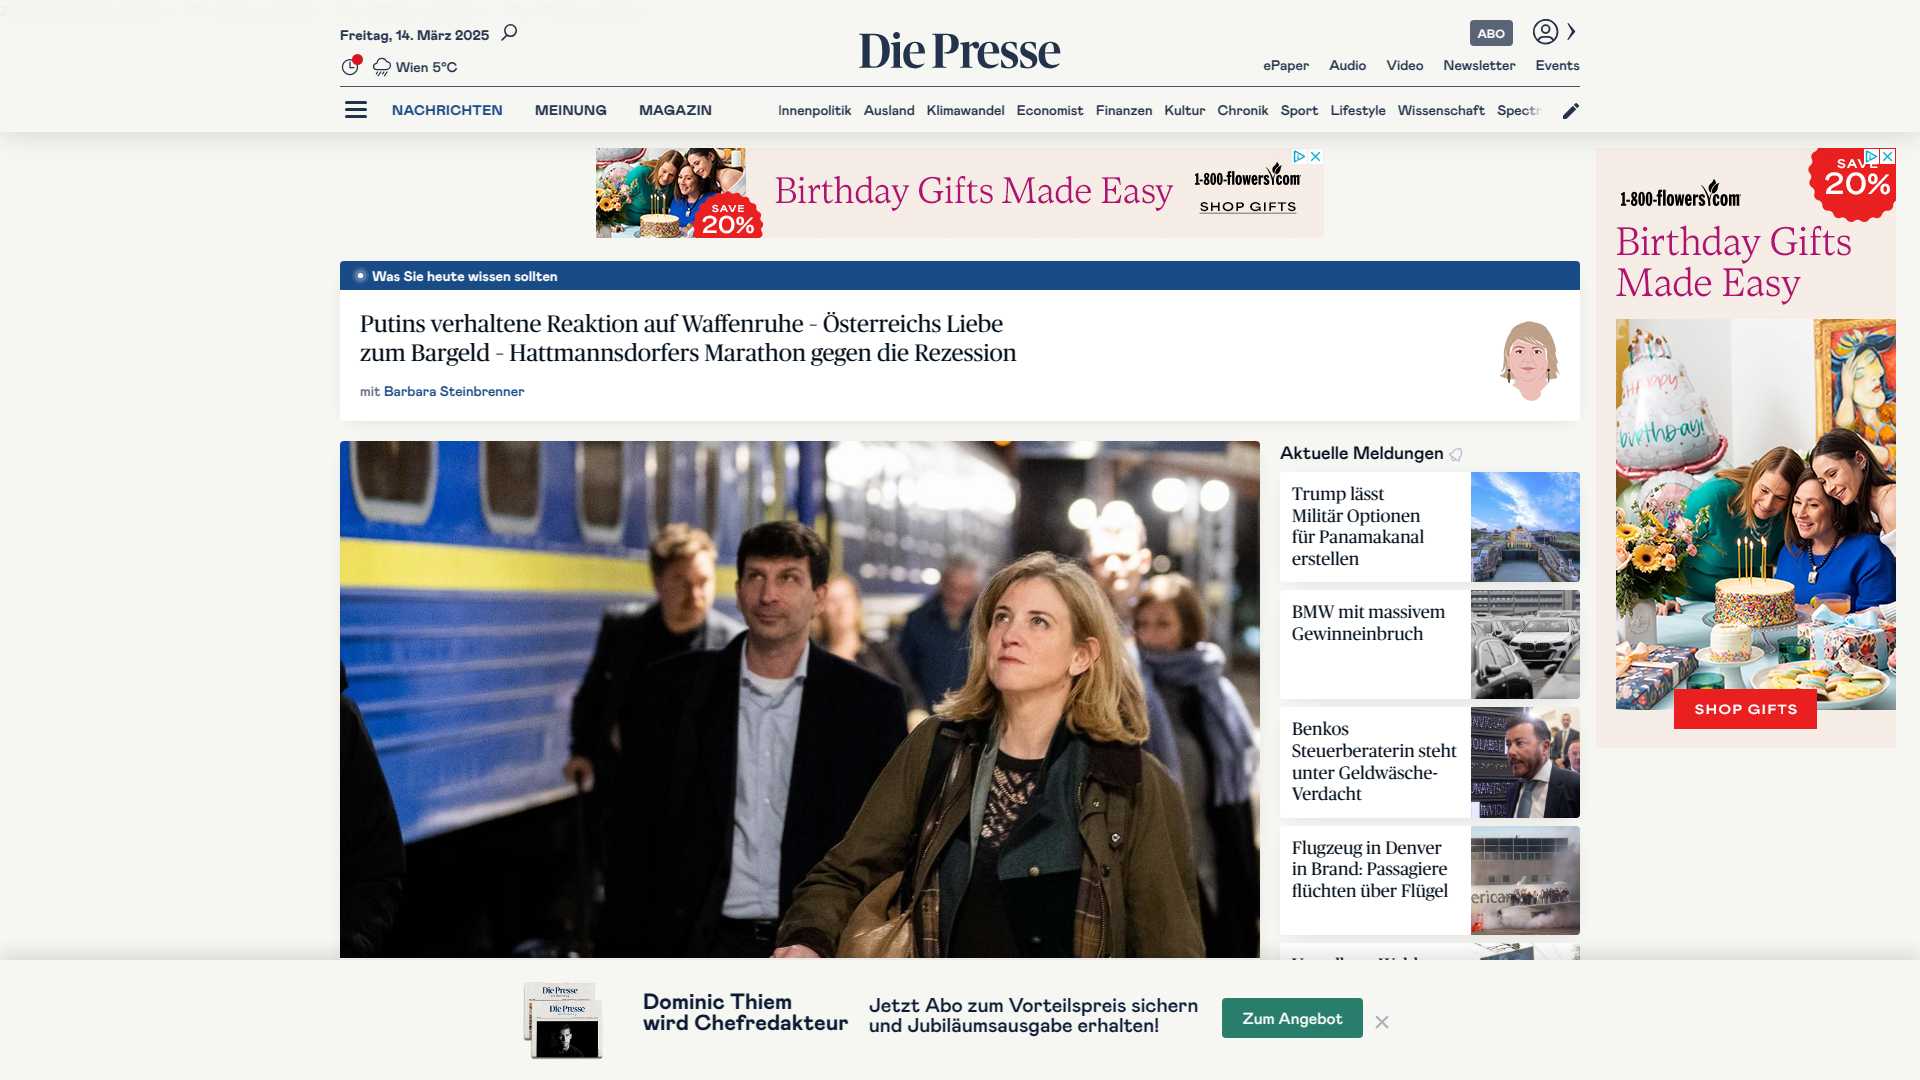 Freitag, 14. März 2025
Die Presse
ABO
Wien 5°C
ePaper Audio Video Newsletter Events
NACHRICHTEN MEINUNG MAGAZIN Innenpolitik Ausland Klimawandel Economist Finanzen Kultur Chronik Sport Lifestyle Wissenschaft Spectr
SAVE
20%
Birthday Gifts Made Easy
1-800-flowers.com
SHOP GIFTS
SAVE
20%
1-800-flowers.com
Birthday Gifts
Made Easy
HAPPY
birthday!
SHOP GIFTS
Was Sie heute wissen sollten
Putins verhaltene Reaktion auf Waffenruhe – Österreichs Liebe
zum Bargeld – Hattmannsdorfers Marathon gegen die Rezession
mit Barbara Steinbrenner
Aktuelle Meldungen
Trump lässt
Militär Optionen
für Panamakanal
erstellen
BMW mit massivem
Gewinneinbruch
Benkos
Steuerberaterin steht
unter Geldwäsche-
Verdacht
Flugzeug in Denver
in Brand: Passagiere
flüchten über Flügel
erican
Die Presse
Die Presse
Dominic Thiem
wird Chefredakteur
Jetzt Abo zum Vorteilspreis sichern
und Jubiläumsausgabe erhalten!
Zum Angebot